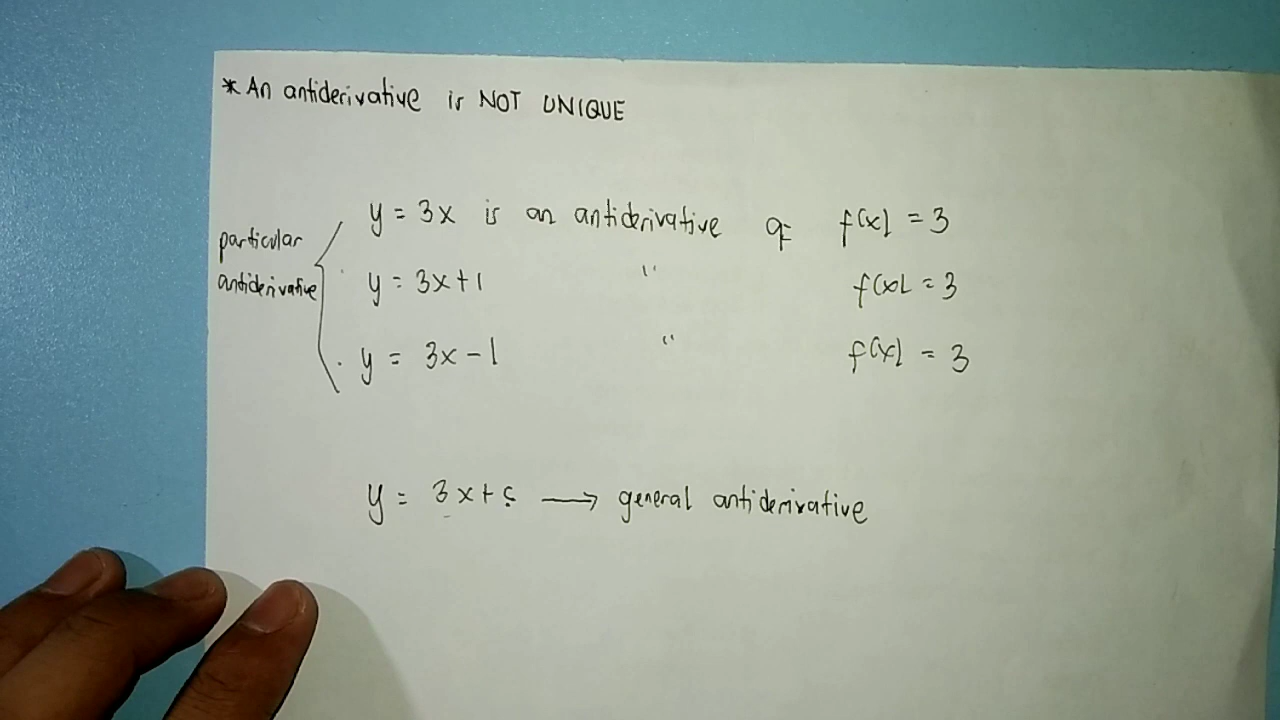 * An antiderivative is NOT UNIQUE
y = 3x is an antiderivative of f(x) = 3
particular
antiderivative
y = 3x+1 " f(x) = 3
y = 3x-1 " f(x) = 3
y = 3x+c → general antiderivative